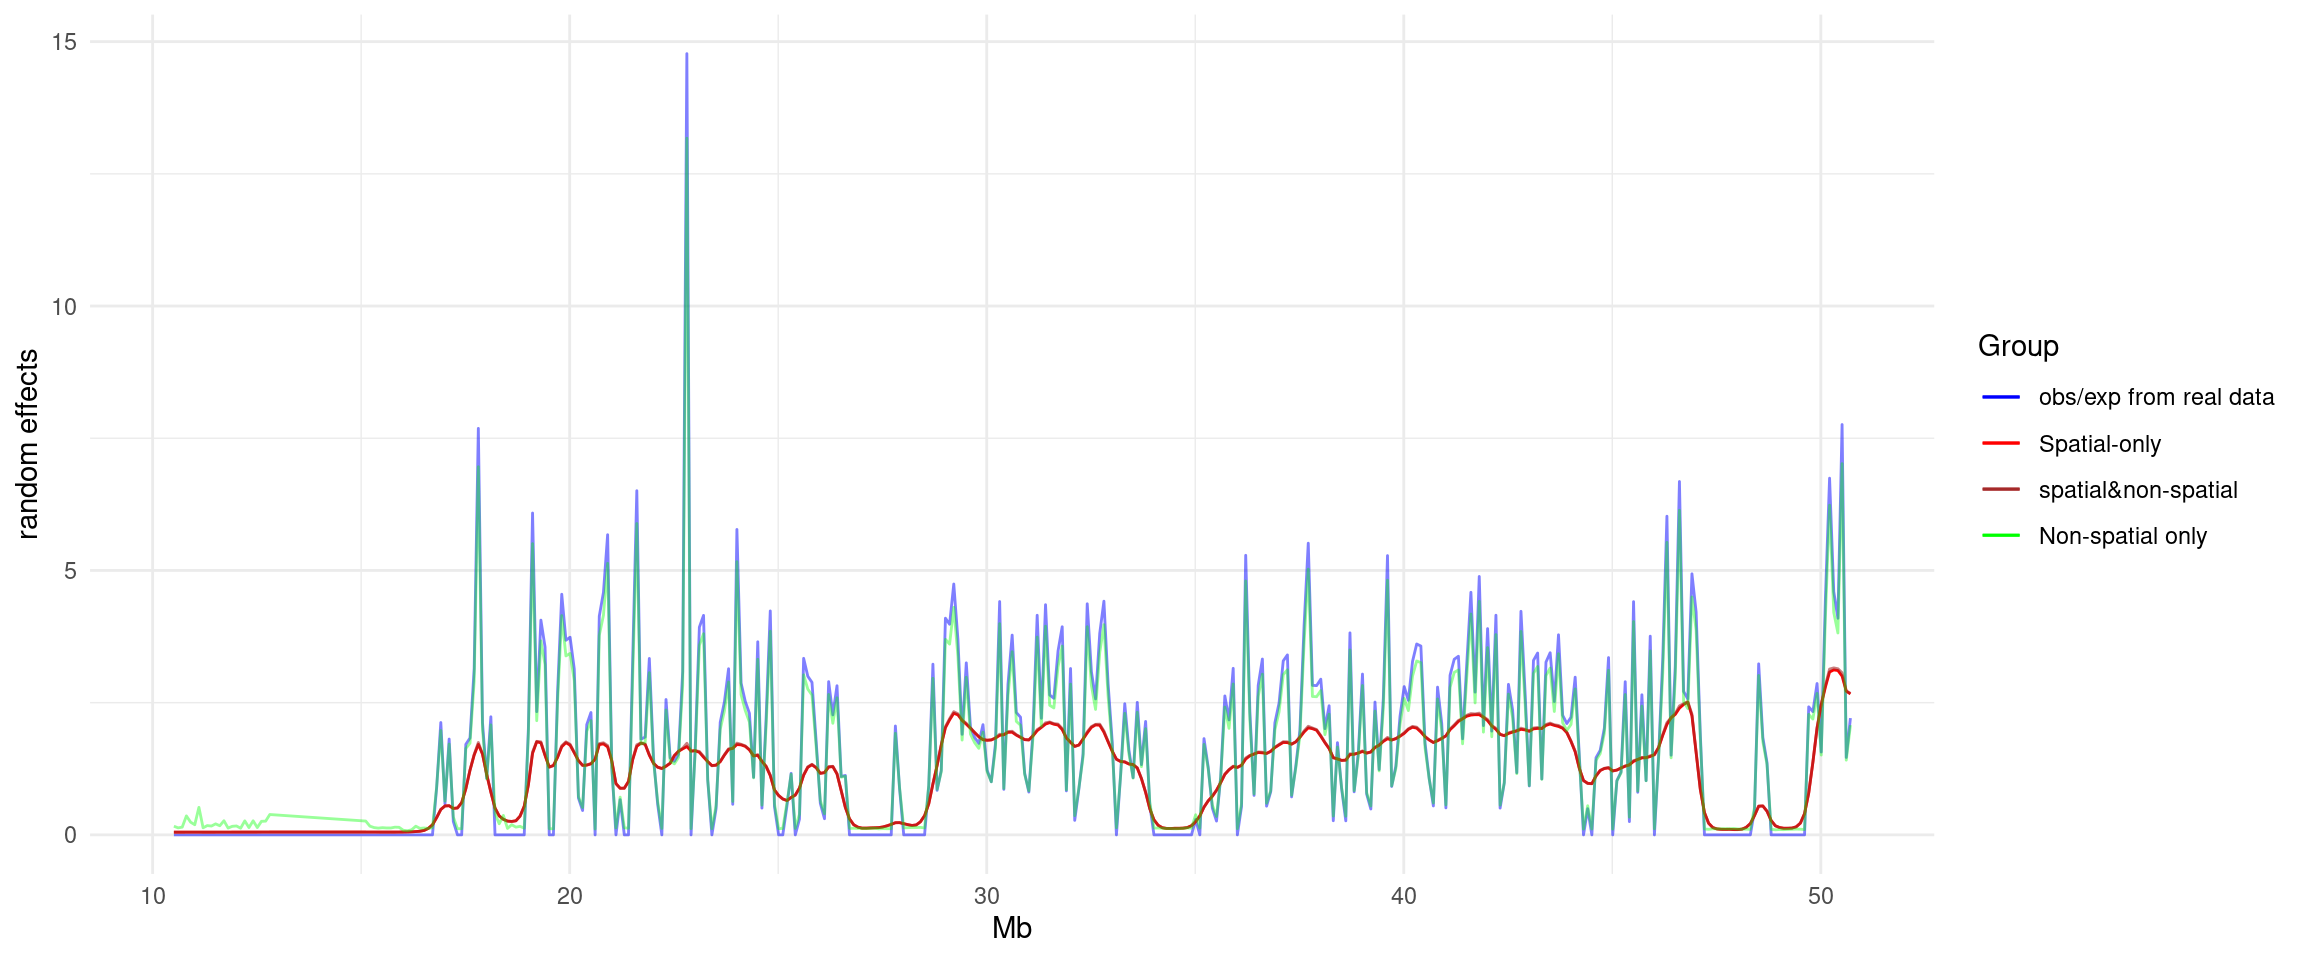 15
10
5
0
random effects
10
20
30
40
50
Mb
Group
obs/exp from real data
Spatial-only
spatial&non-spatial
Non-spatial only